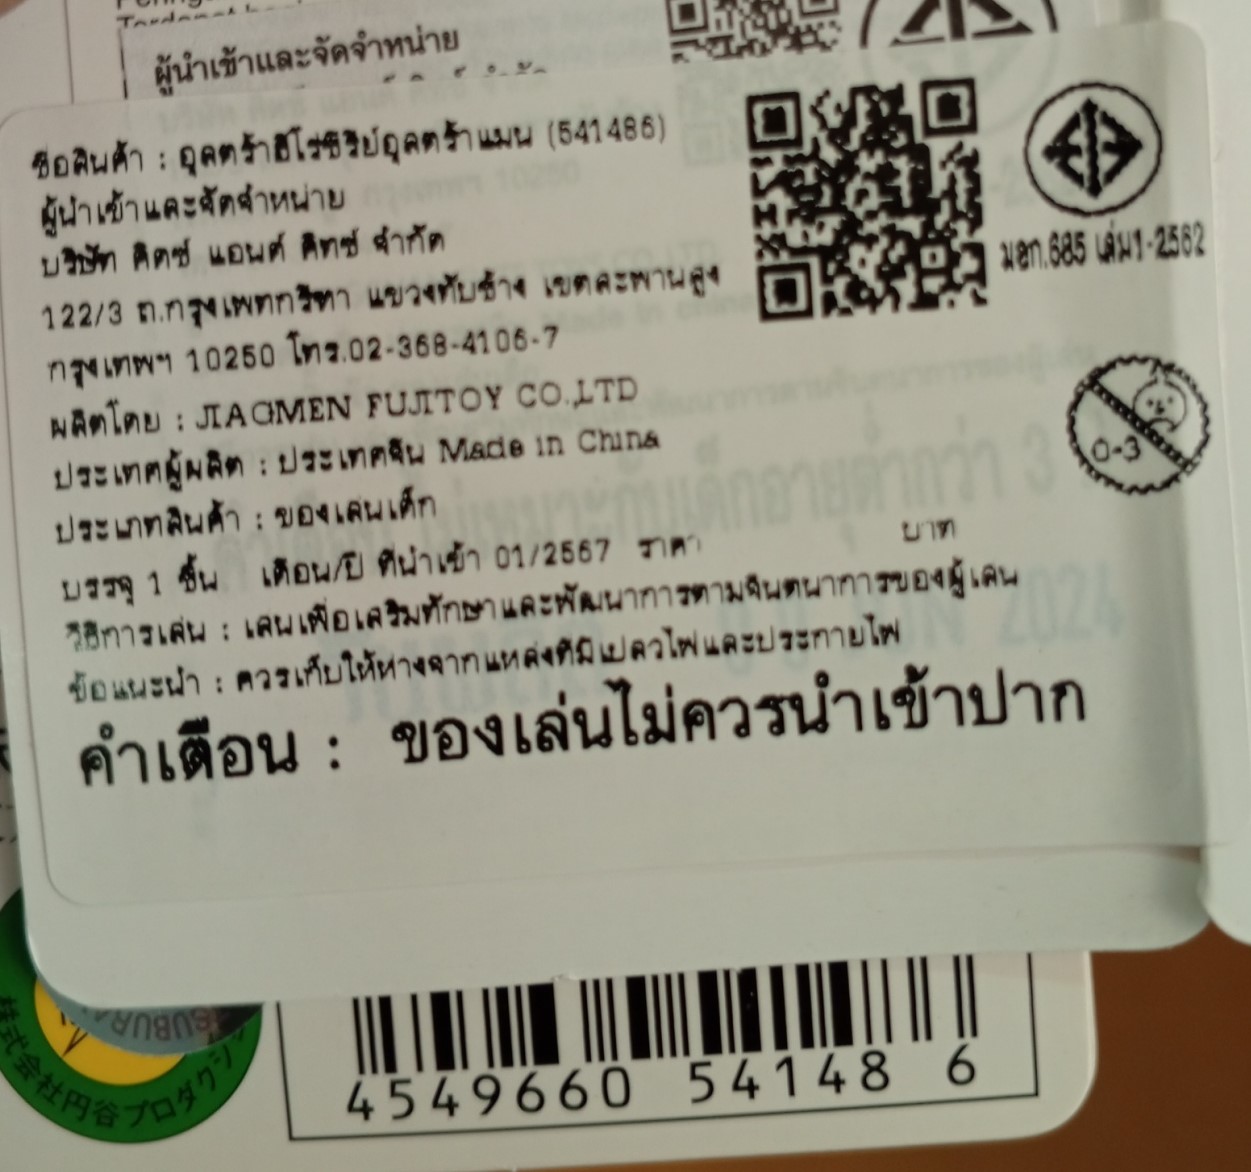 ผู้นำเข้าและจัดจำหน่าย
ชื่อสินค้า : อุลตร้าฮีโร่ซีรีย์อุลตร้าแมน (541486)
ผู้นำเข้าและจัดจำหน่าย
บริษัท คิดซ์ แอนด์ คิทซ์ จำกัด
122/3 ถ.กรุงเทพกรีฑา แขวงทับช้าง เขตสะพานสูง
กรุงเทพฯ 10250 โทร.02-368-4106-7
ผลิตโดย : JIAGMEN FUJITOY CO.,LTD
ประเทศผู้ผลิต : ประเทศจีน Made in China
ประเภทสินค้า : ของเล่นเด็ก
บรรจุ 1 ชิ้น เดือน/ปี ที่นำเข้า 01/2567 ราคา บาท
วิธีการเล่น : เล่นเพื่อเสริมทักษาและพัฒนาการตามจินตนาการของผู้เล่น
ข้อแนะนำ : ควรเก็บให้ห่างจากแหล่งที่มีเปลวไฟและประกายไฟ
คำเตือน : ของเล่นไม่ควรนำเข้าปาก
มอก.685 เล่ม1-2562
0-3
株式会社円谷プロダクシ
4549660 54148 6